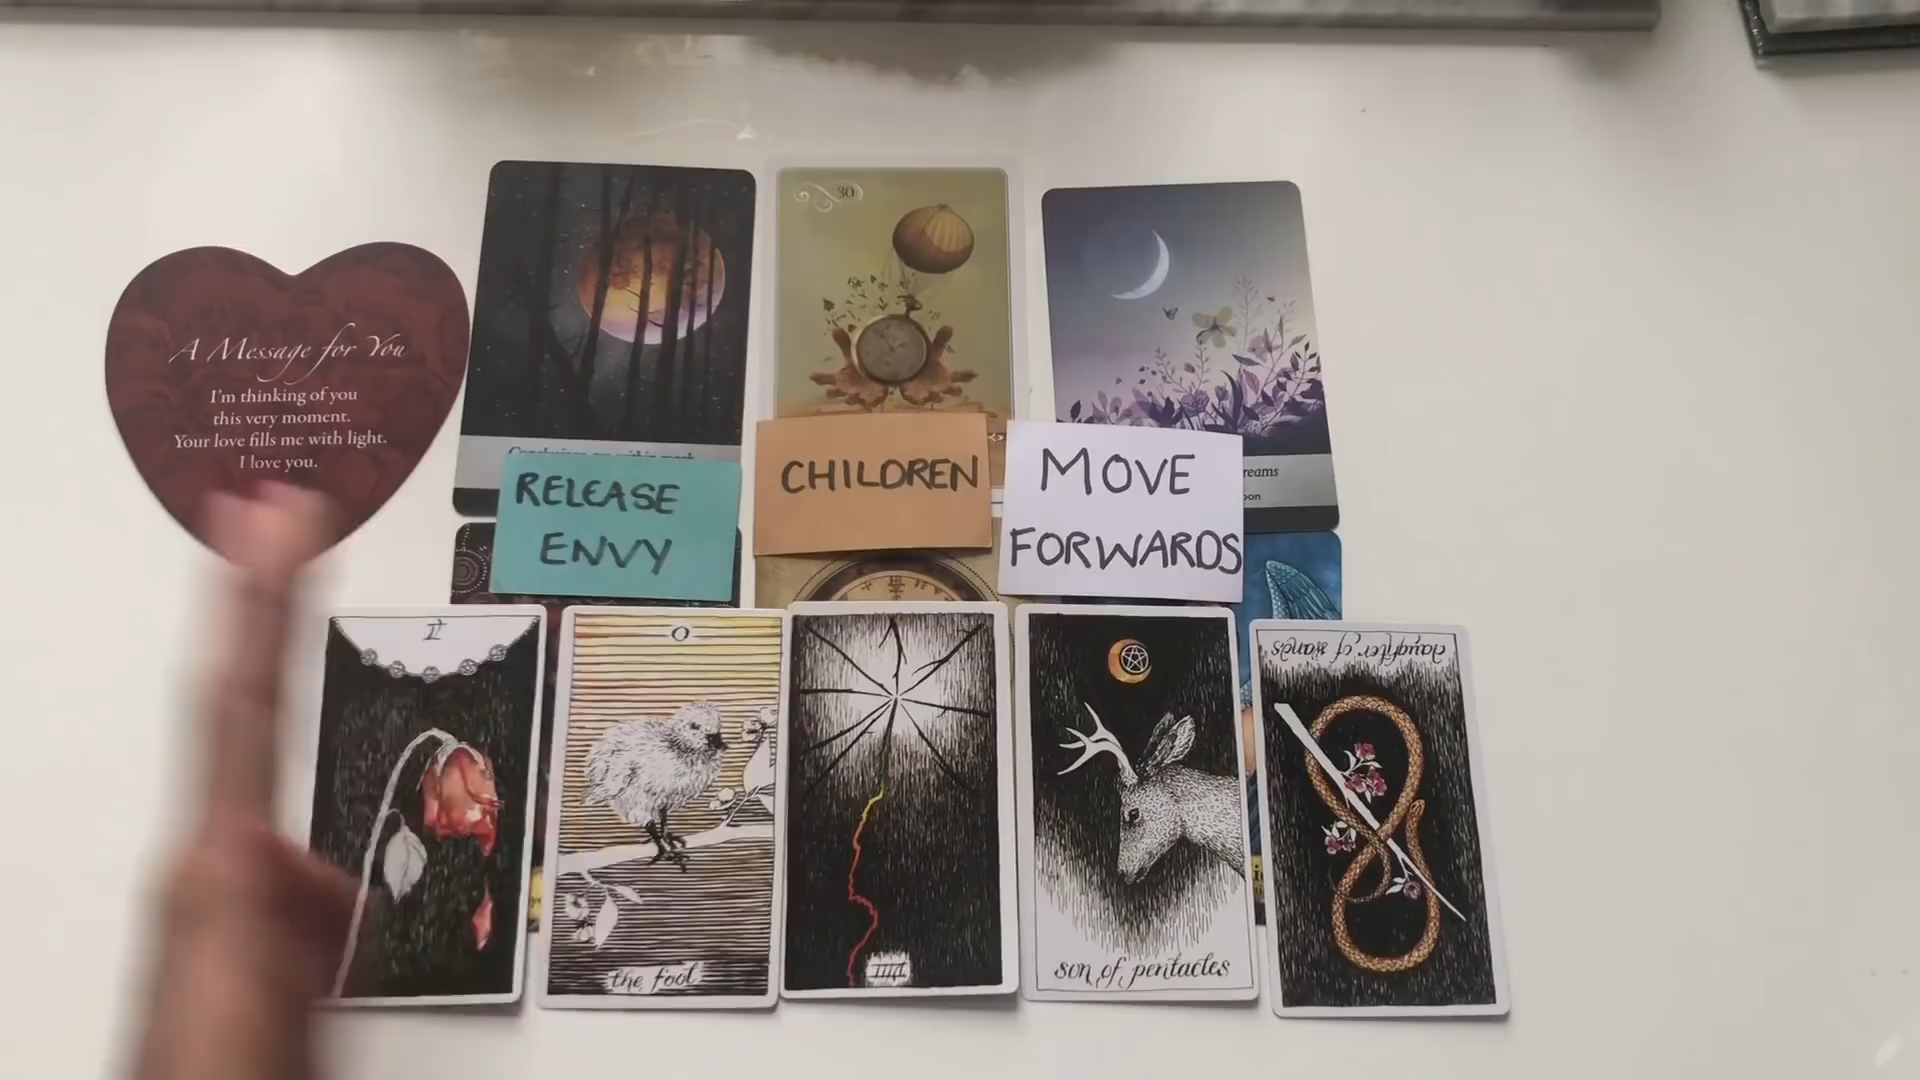 A Message for You
I'm thinking of you
this very moment.
Your love fills me with light.
I love you.
30
RELEASE
ENVY
CHILDREN
MOVE
FORWARDS
0
the fool
son of pentacles
daughter of wands